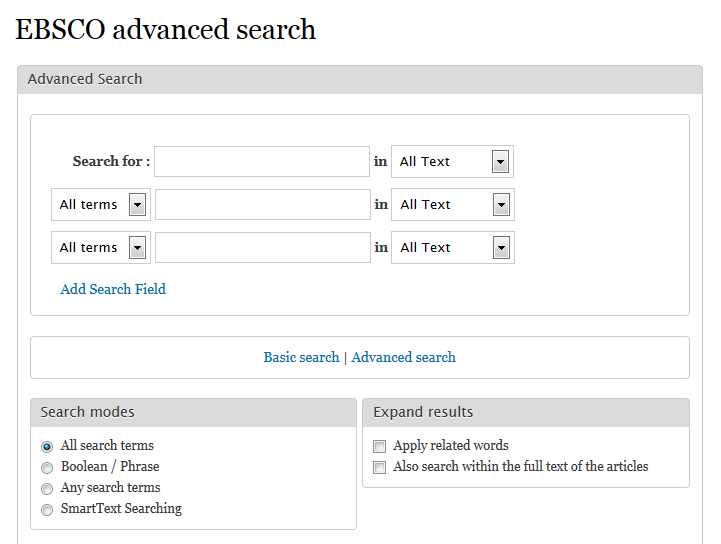 EBSCO advanced search
Advanced Search
Search for : in All Text
All terms in All Text
All terms in All Text
Add Search Field
Basic search | Advanced search
Search modes
All search terms
Boolean / Phrase
Any search terms
SmartText Searching
Expand results
Apply related words
Also search within the full text of the articles